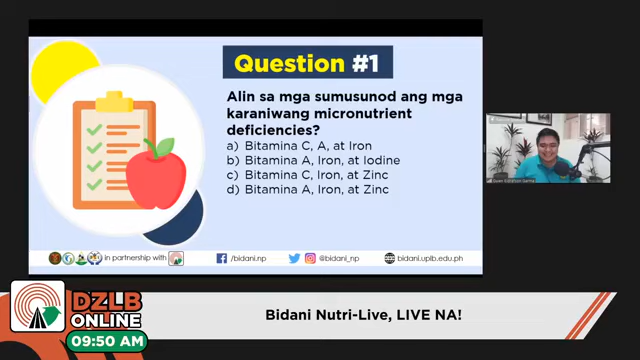 Question #1
Alin sa mga sumusunod ang mga
karaniwang micronutrient
deficiencies?
a) Bitamina C, A, at Iron
b) Bitamina A, Iron, at Iodine
c) Bitamina C, Iron, at Zinc
d) Bitamina A, Iron, at Zinc
in partnership with
/bidani.np
@bidani_np
bidani.uplb.edu.ph
DZLB
ONLINE
09:50 AM
Bidani Nutri-Live, LIVE NA!